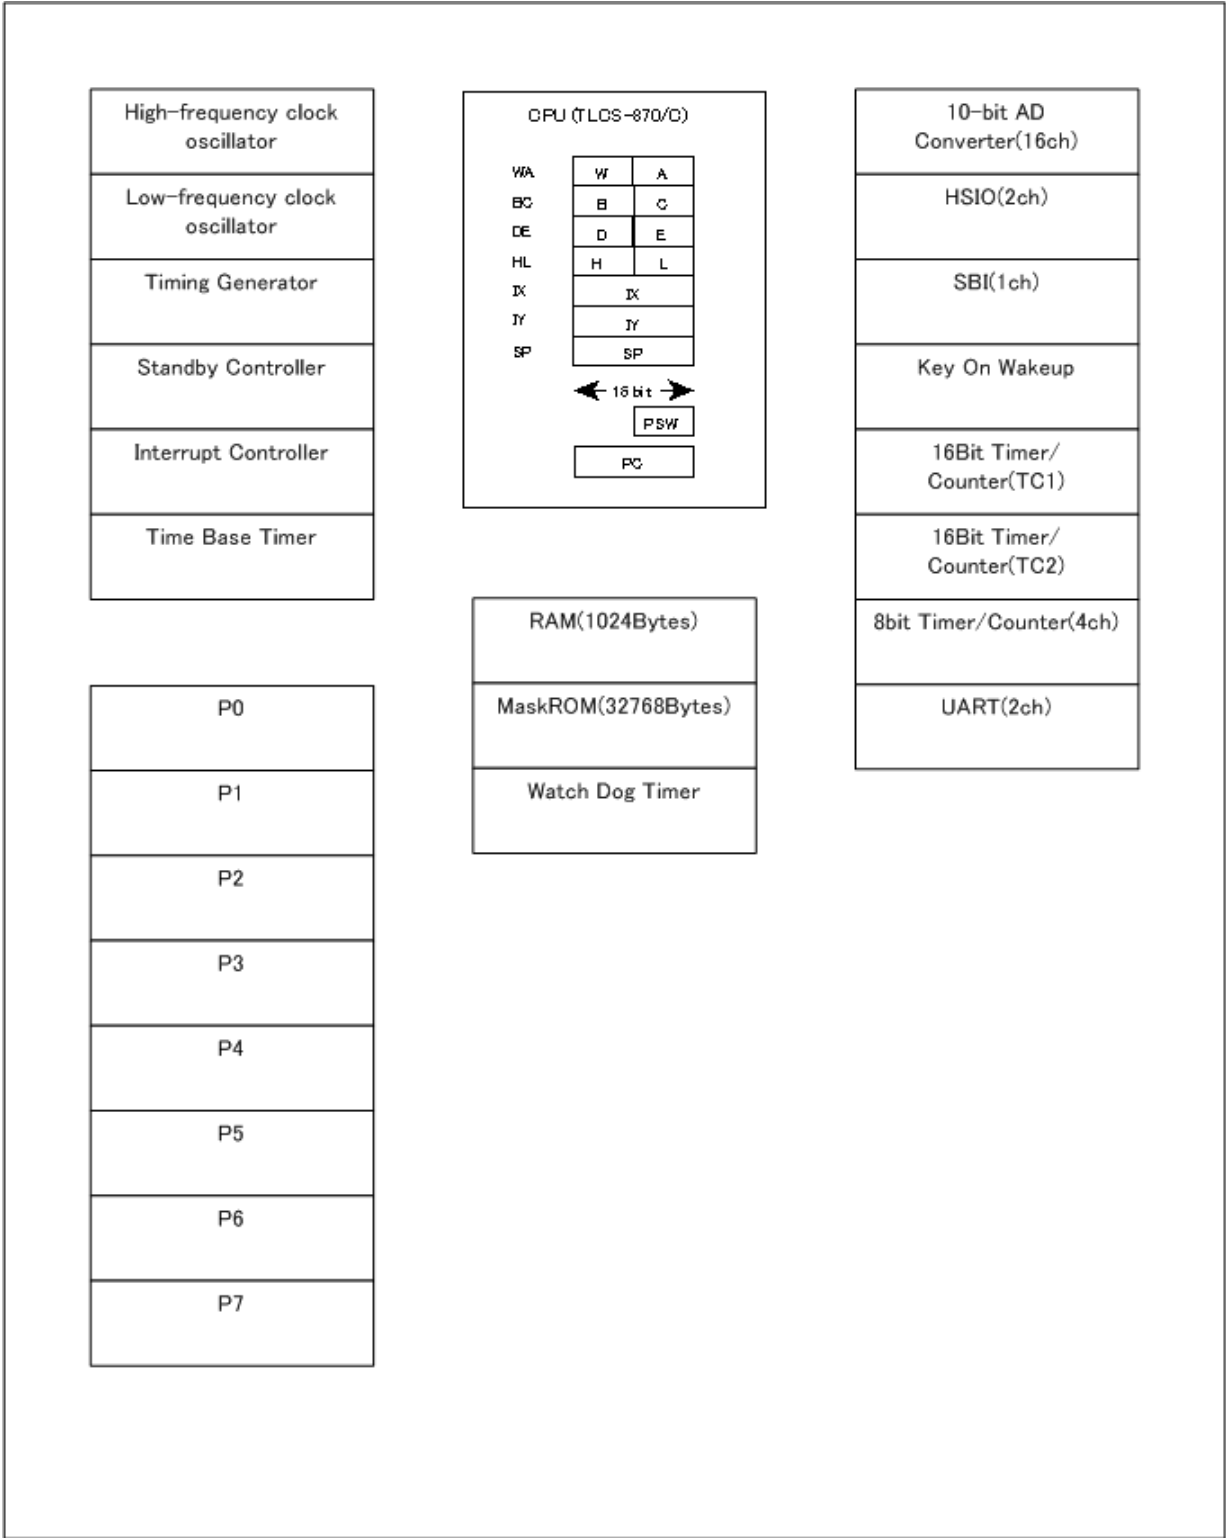 High-frequency clock
oscillator
Low-frequency clock
oscillator
Timing Generator
Standby Controller
Interrupt Controller
Time Base Timer
P0
P1
P2
P3
P4
P5
P6
P7
CPU (TLCS-870/C)
WA W A
BC B C
DE D E
HL H L
IX IX
IY IY
SP SP
16 bit
PSW
PC
RAM(1024Bytes)
MaskROM(32768Bytes)
Watch Dog Timer
10-bit AD
Converter(16ch)
HSIO(2ch)
SBI(1ch)
Key On Wakeup
16Bit Timer/
Counter(TC1)
16Bit Timer/
Counter(TC2)
8bit Timer/Counter(4ch)
UART(2ch)